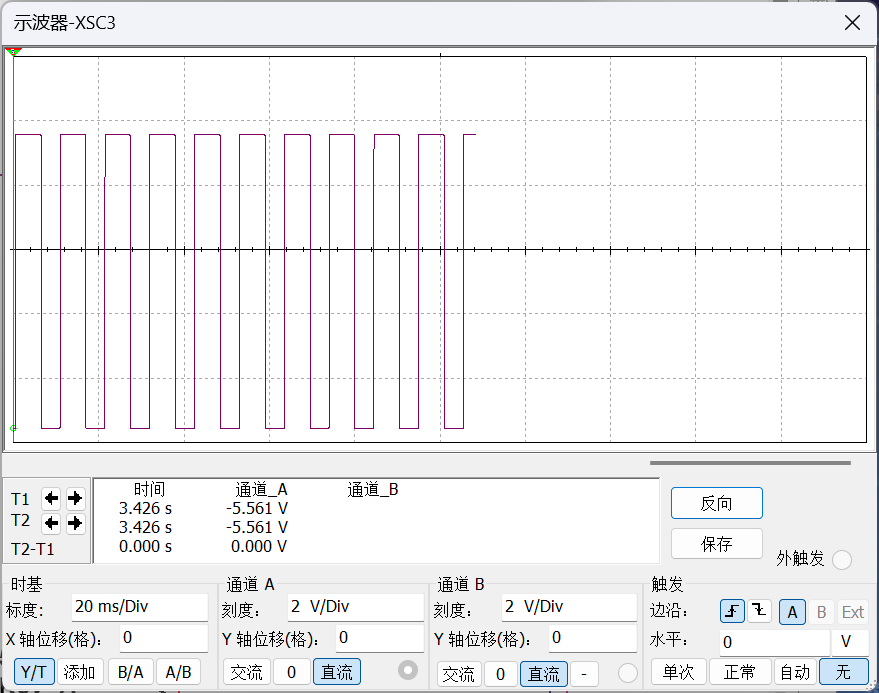 示波器-XSC3
时间 通道_A 通道_B
T1 3.426 s -5.561 V
T2 3.426 s -5.561 V
T2-T1 0.000 s 0.000 V
反向
保存
外触发
时基
标度: 20 ms/Div
X 轴位移(格): 0
Y/T 添加 B/A A/B
通道 A
刻度: 2 V/Div
Y 轴位移(格): 0
交流 0 直流
通道 B
刻度: 2 V/Div
Y 轴位移(格): 0
交流 0 直流 -
触发
边沿: A B Ext
水平: 0 V
单次 正常 自动 无